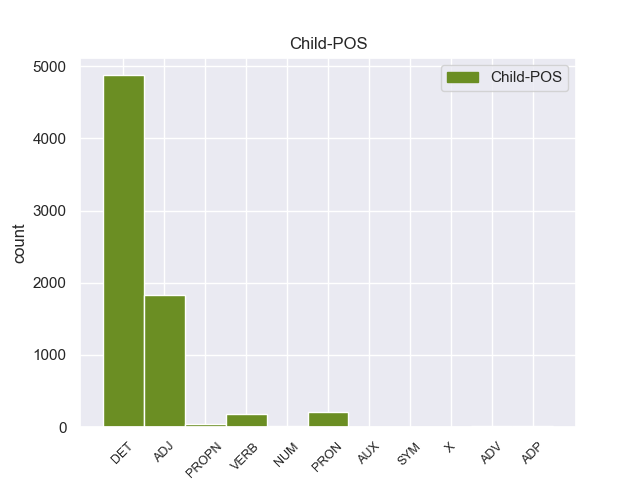 Child-POS
Child-POS
5000
4000
3000
2000
1000
0
count
DET
ADJ
PROPN
VERB
NUM
PRON
AUX
SYM
X
ADV
ADP